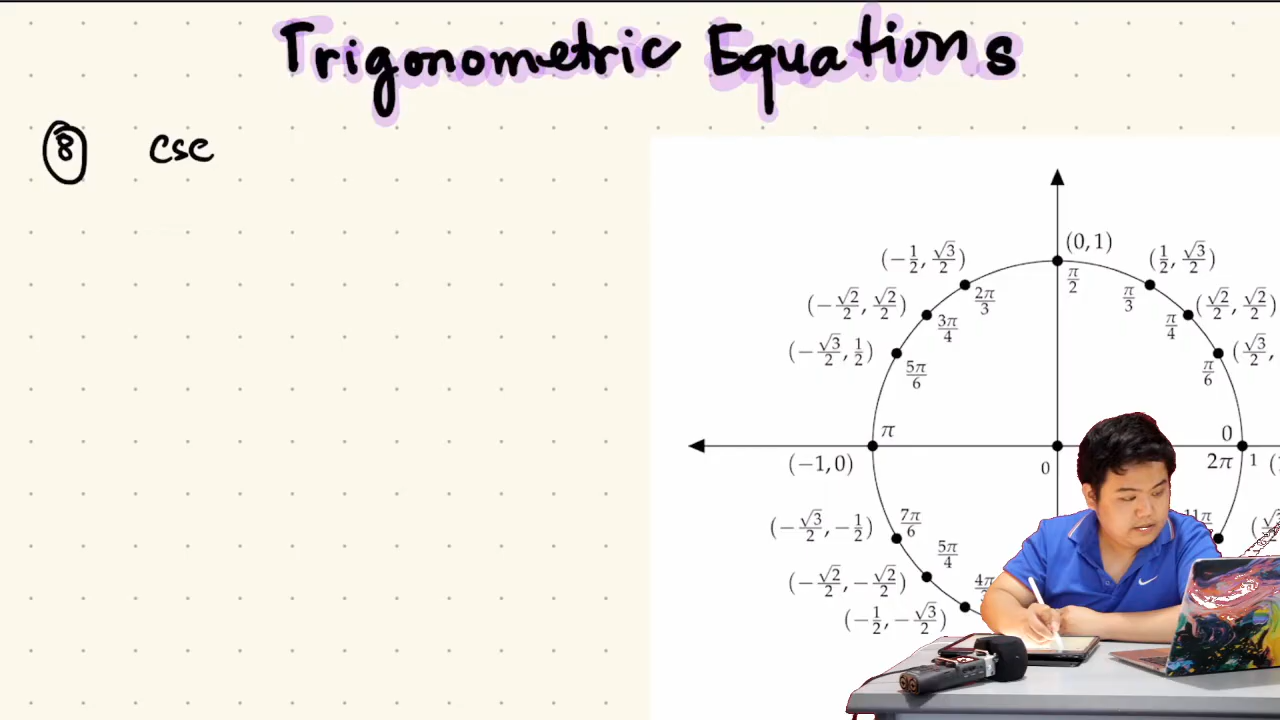 Trigonometric Equations
8 csc
(0, 1)
π/2
(-1/2, √3/2)
2π/3
(1/2, √3/2)
π/3
(-√2/2, √2/2)
3π/4
(√2/2, √2/2)
π/4
(-√3/2, 1/2)
5π/6
(√3/2,
π/6
π
(-1, 0)
0
0
2π
1
(-√3/2, -1/2)
7π/6
(-√2/2, -√2/2)
5π/4
(-1/2, -√3/2)